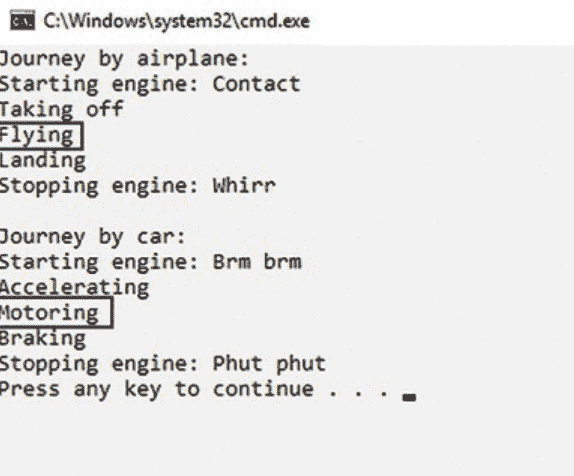 C:\Windows\system32\cmd.exe
Journey by airplane:
Starting engine: Contact
Taking off
Flying
Landing
Stopping engine: Whirr
Journey by car:
Starting engine: Brm brm
Accelerating
Motoring
Braking
Stopping engine: Phut phut
Press any key to continue . . .